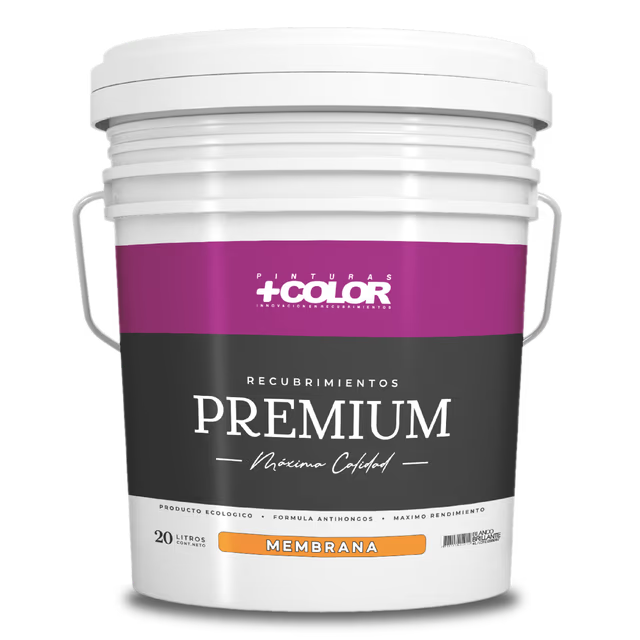 PINTURAS
+COLOR
INNOVACION EN RECUBRIMIENTOS
RECUBRIMIENTOS
PREMIUM
Máxima Calidad
PRODUCTO ECOLOGICO • FORMULA ANTIHONGOS • MAXIMO RENDIMIENTO
20 LITROS
CONT. NETO
MEMBRANA
BLANCO
BRILLANTE